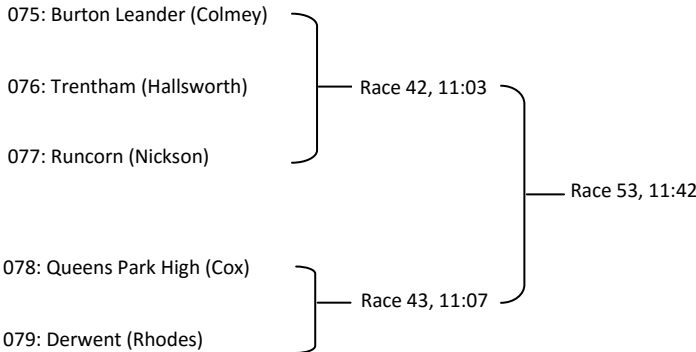 075: Burton Leander (Colmey)
076: Trentham (Hallsworth)
Race 42, 11:03
077: Runcorn (Nickson)
Race 53, 11:42
078: Queens Park High (Cox)
Race 43, 11:07
079: Derwent (Rhodes)